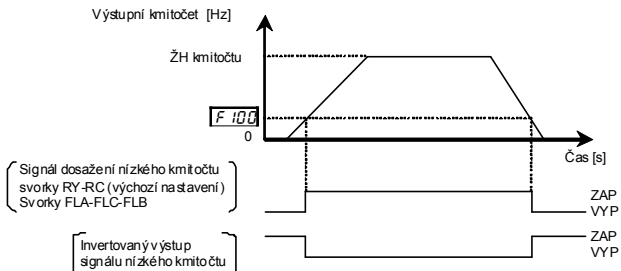 Výstupní kmitočet [Hz]
ŽH kmitočtu
F 100
0
Čas [s]
Signál dosažení nízkého kmitočtu
svorky RY-RC (výchozí nastavení)
Svorky FLA-FLC-FLB
ZAP
VYP
Invertovaný výstup
signálu nízkého kmitočtu
ZAP
VYP